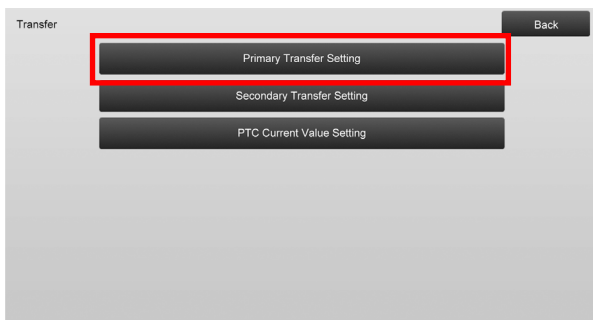 Transfer
Back
Primary Transfer Setting
Secondary Transfer Setting
PTC Current Value Setting